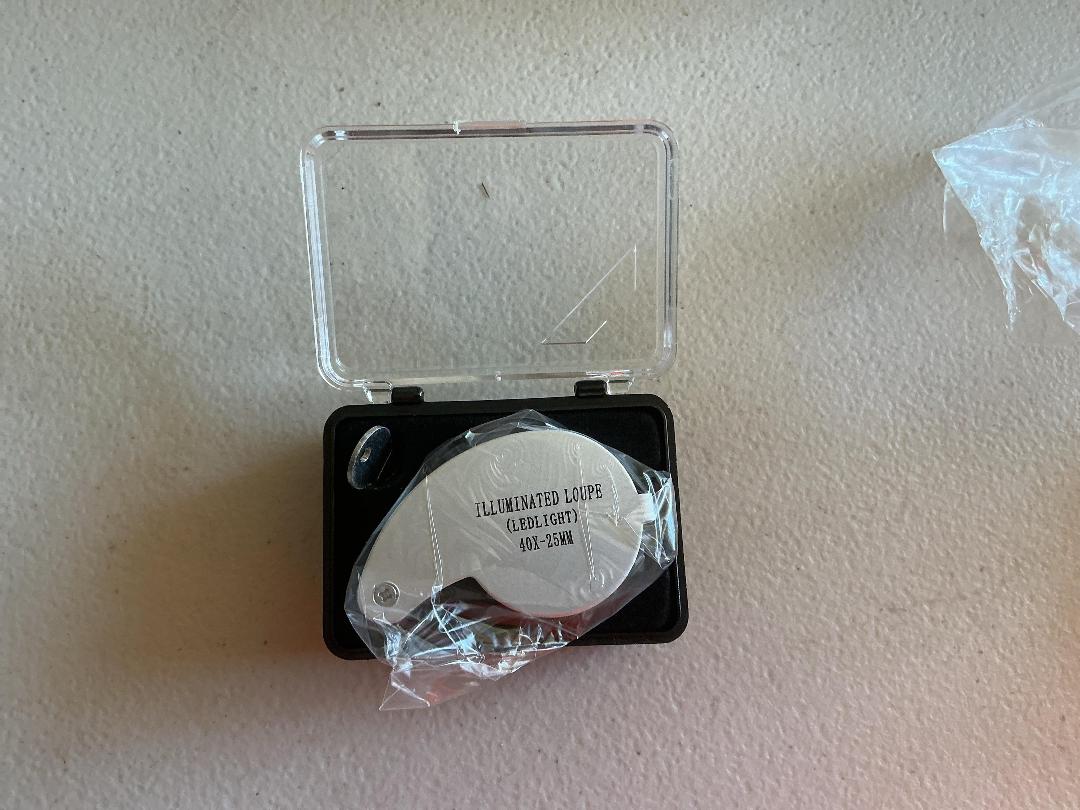 ILLUMINATED LOUPE
(LEDLIGHT)
40X-25MM